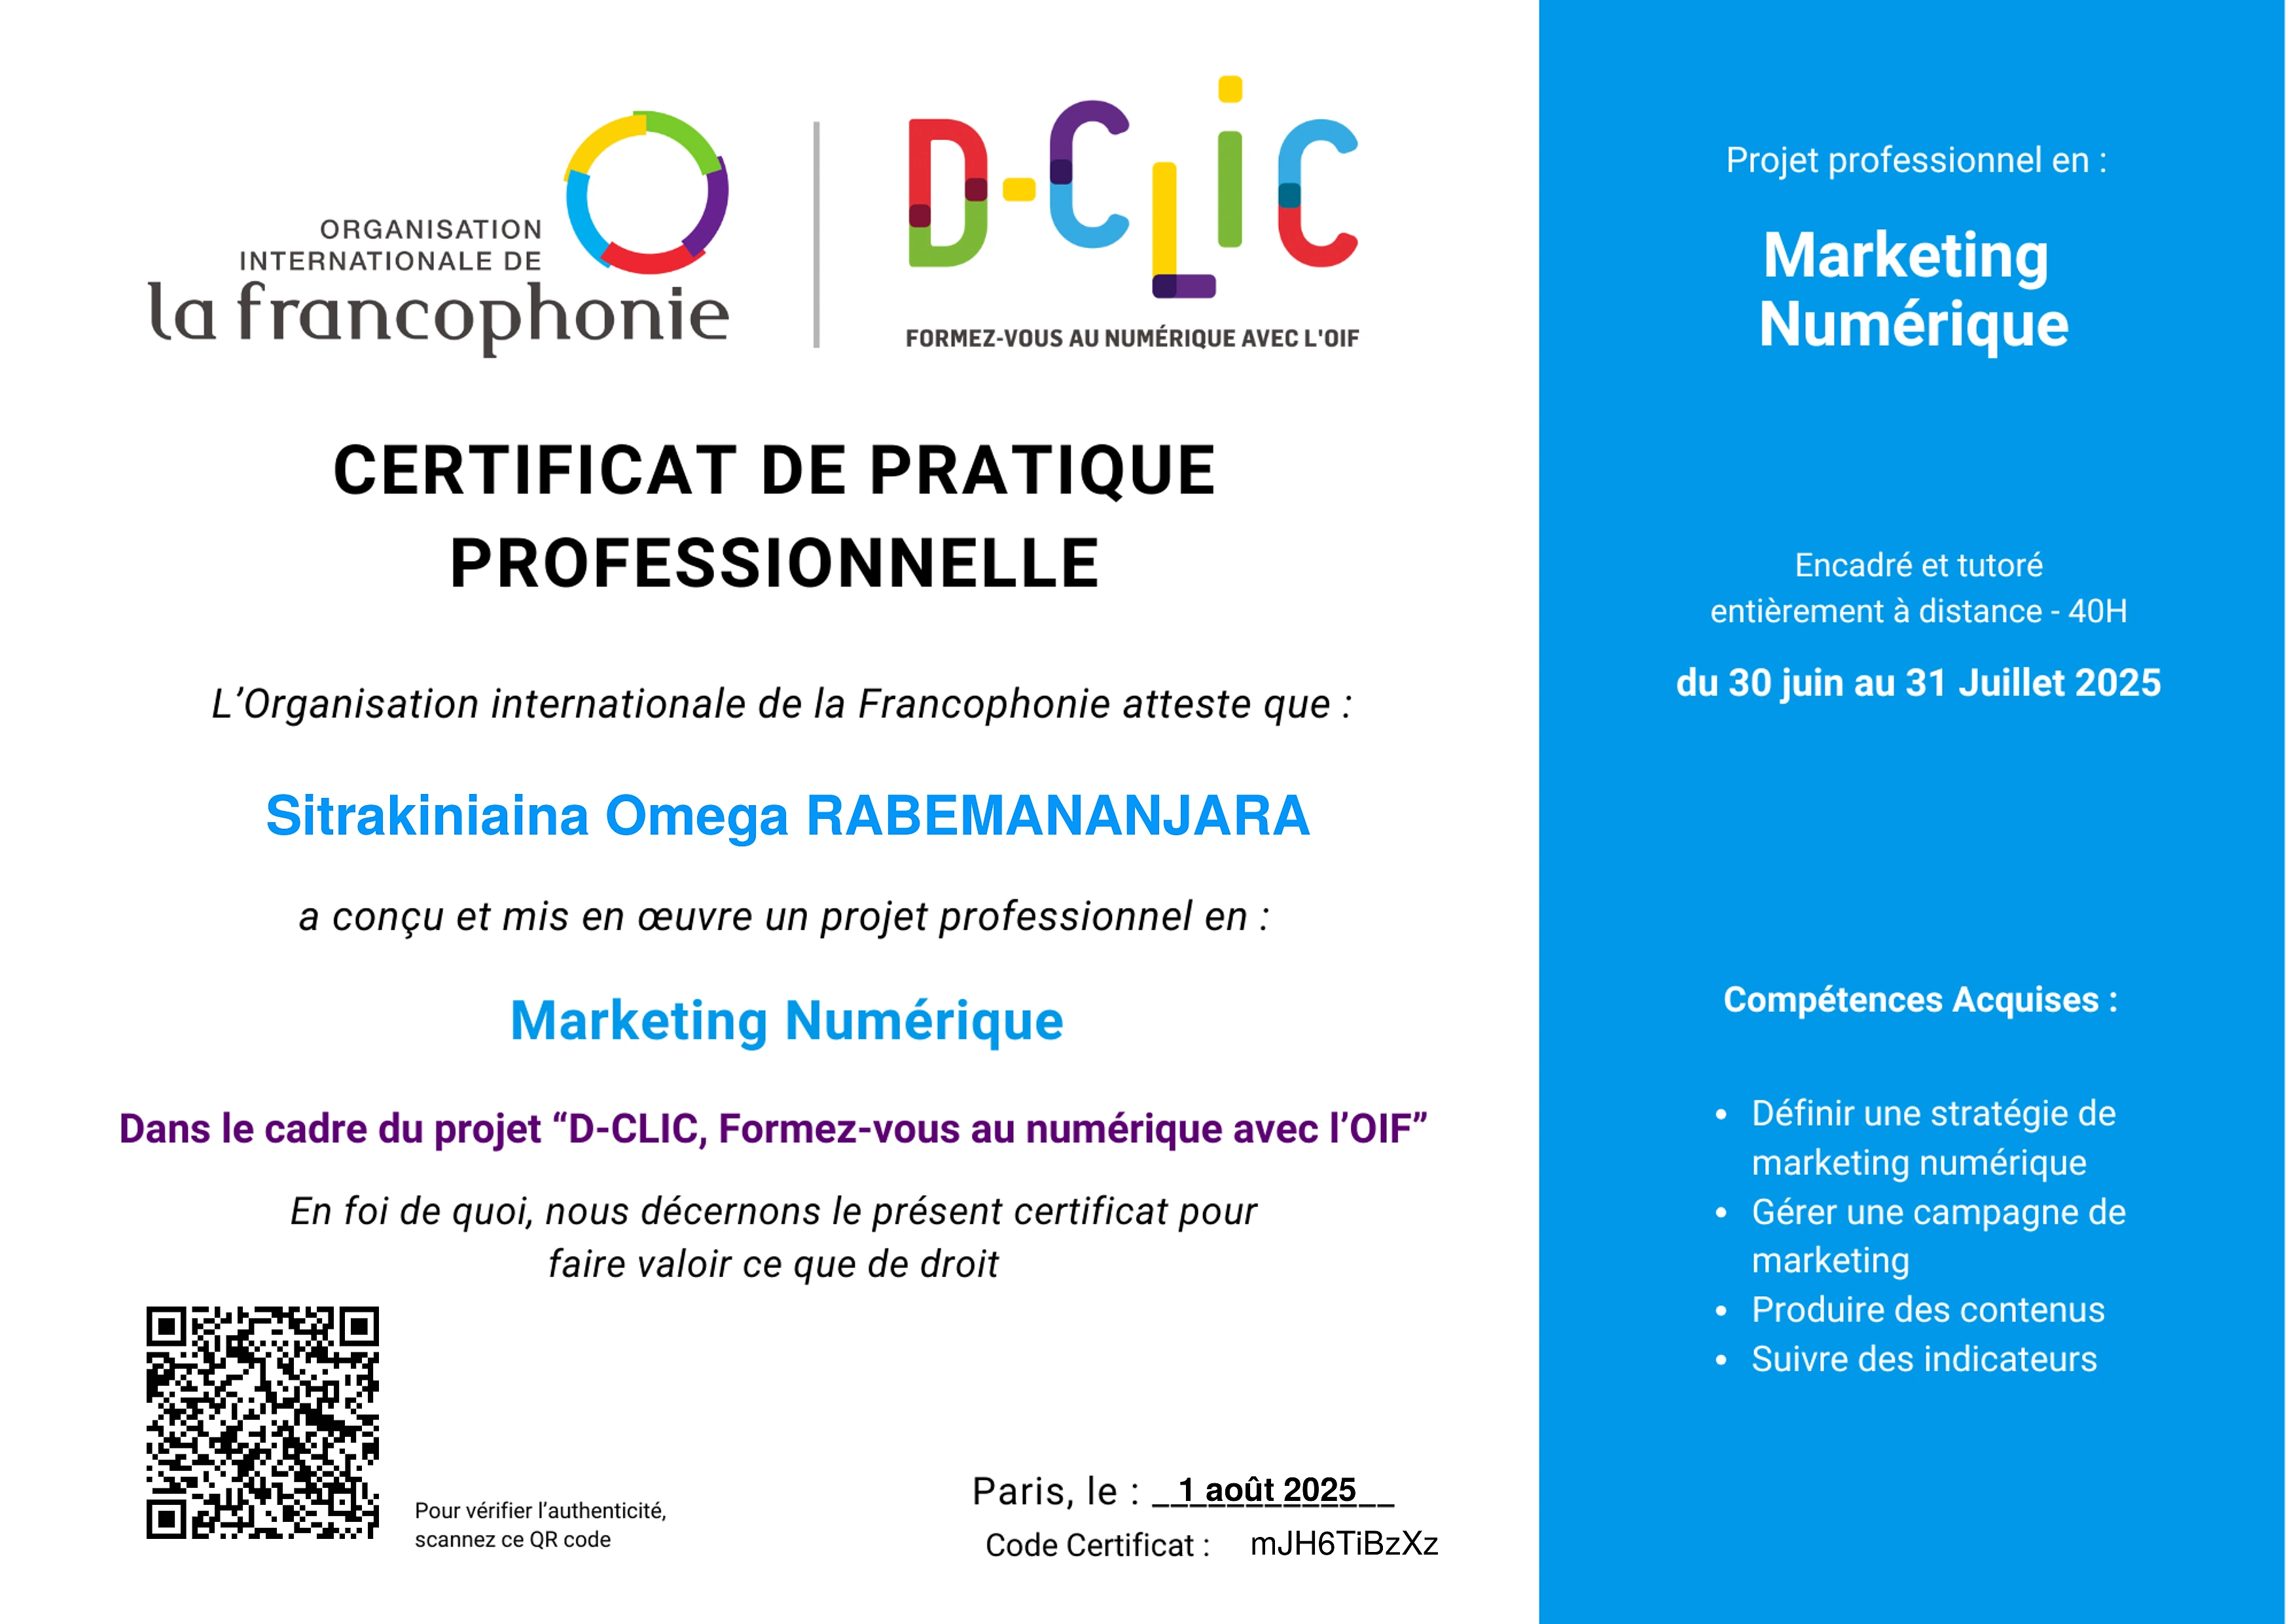 ORGANISATION
INTERNATIONALE DE
la francophonie
D-CLiC
FORMEZ-VOUS AU NUMÉRIQUE AVEC L'OIF
CERTIFICAT DE PRATIQUE
PROFESSIONNELLE
L’Organisation internationale de la Francophonie atteste que :
Sitrakiniaina Omega RABEMANANJARA
a conçu et mis en œuvre un projet professionnel en :
Marketing Numérique
Dans le cadre du projet “D-CLIC, Formez-vous au numérique avec l’OIF”
En foi de quoi, nous décernons le présent certificat pour
faire valoir ce que de droit
Pour vérifier l’authenticité,
scannez ce QR code
Paris, le : 1 août 2025
Code Certificat : mJH6TiBzXz
Projet professionnel en :
Marketing
Numérique
Encadré et tutoré
entièrement à distance - 40H
du 30 juin au 31 Juillet 2025
Compétences Acquises :
• Définir une stratégie de
marketing numérique
• Gérer une campagne de
marketing
• Produire des contenus
• Suivre des indicateurs